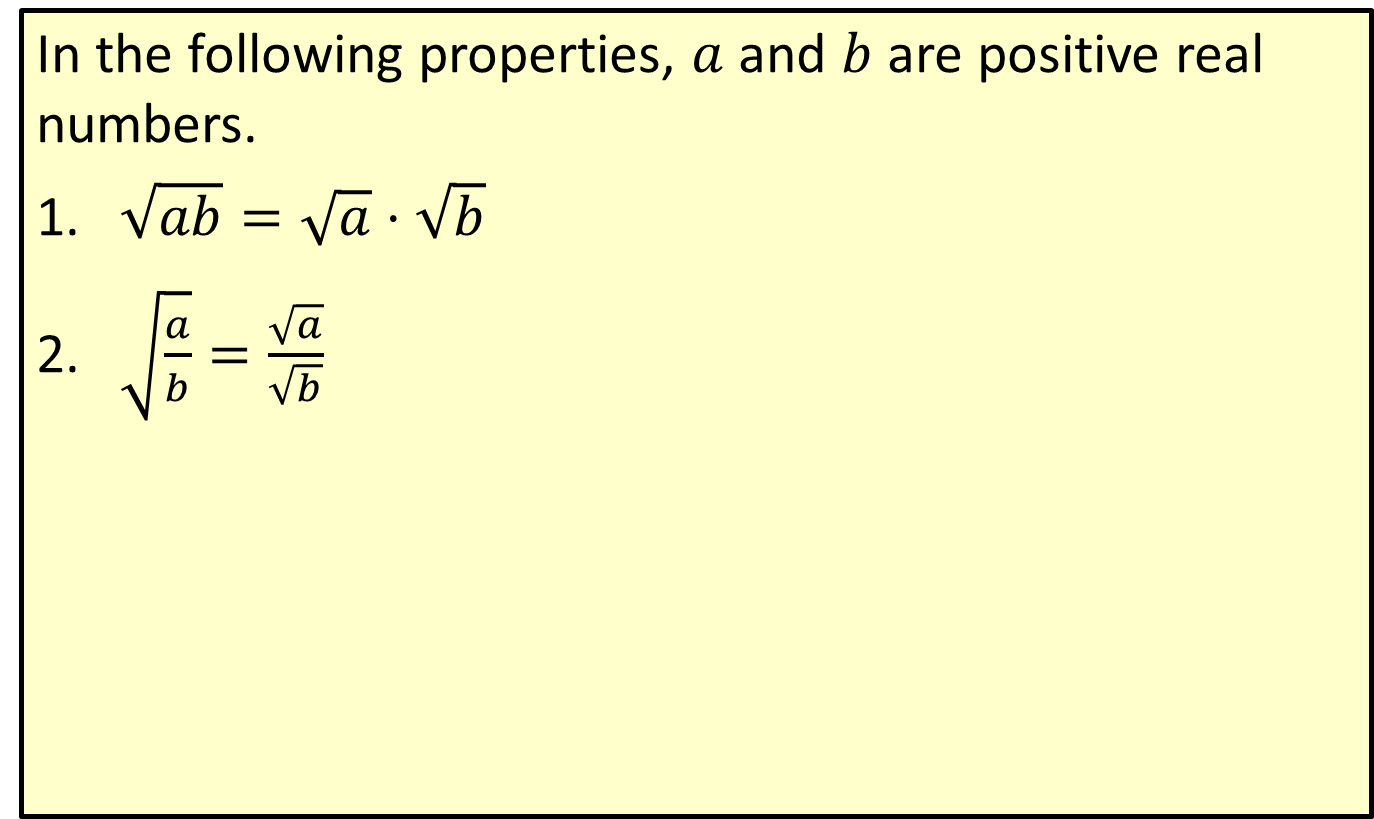 In the following properties, a and b are positive real
numbers.
1. √ab = √a · √b
2. √(a/b) = √a/√b